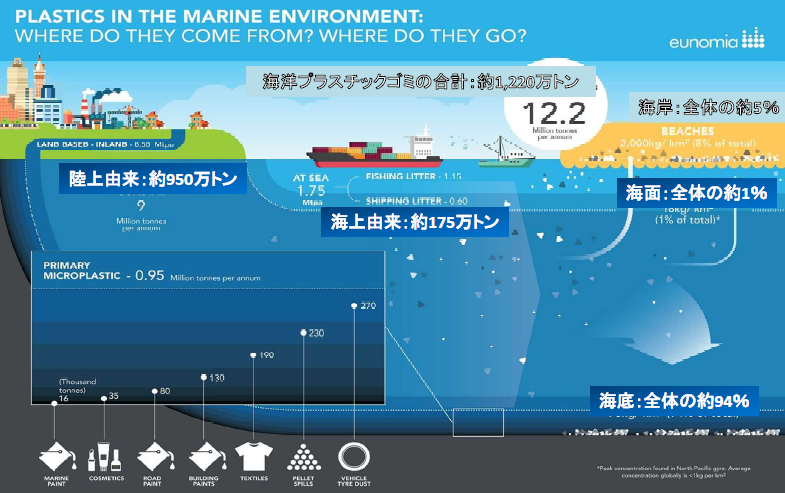 PLASTICS IN THE MARINE ENVIRONMENT:
WHERE DO THEY COME FROM? WHERE DO THEY GO?
eunomia
海洋プラスチックゴミの合計：約1,220万トン
12.2
Million tonnes
per annum
海岸：全体の約5%
BEACHES
2,000kg/ km² (5% of total)
LAND BASED - INLAND
Mtpa
陸上由来：約950万トン
9
Million tonnes
per annum
AT SEA
1.75
Mtpa
FISHING LITTER - 1.15
SHIPPING LITTER - 0.60
海上由来：約175万トン
海面：全体の約1%
(1% of total)*
PRIMARY
MICROPLASTIC - 0.95 Million tonnes per annum
270
230
190
130
80
35
(Thousand
tonnes)
16
海底：全体の約94%
MARINE
PAINT
COSMETICS
ROAD
PAINT
BUILDING
PAINTS
TEXTILES
PELLET
SPILLS
VEHICLE
TYRE DUST
*Peak concentration found in North Pacific gyre. Average
concentration globally is <1kg per km²